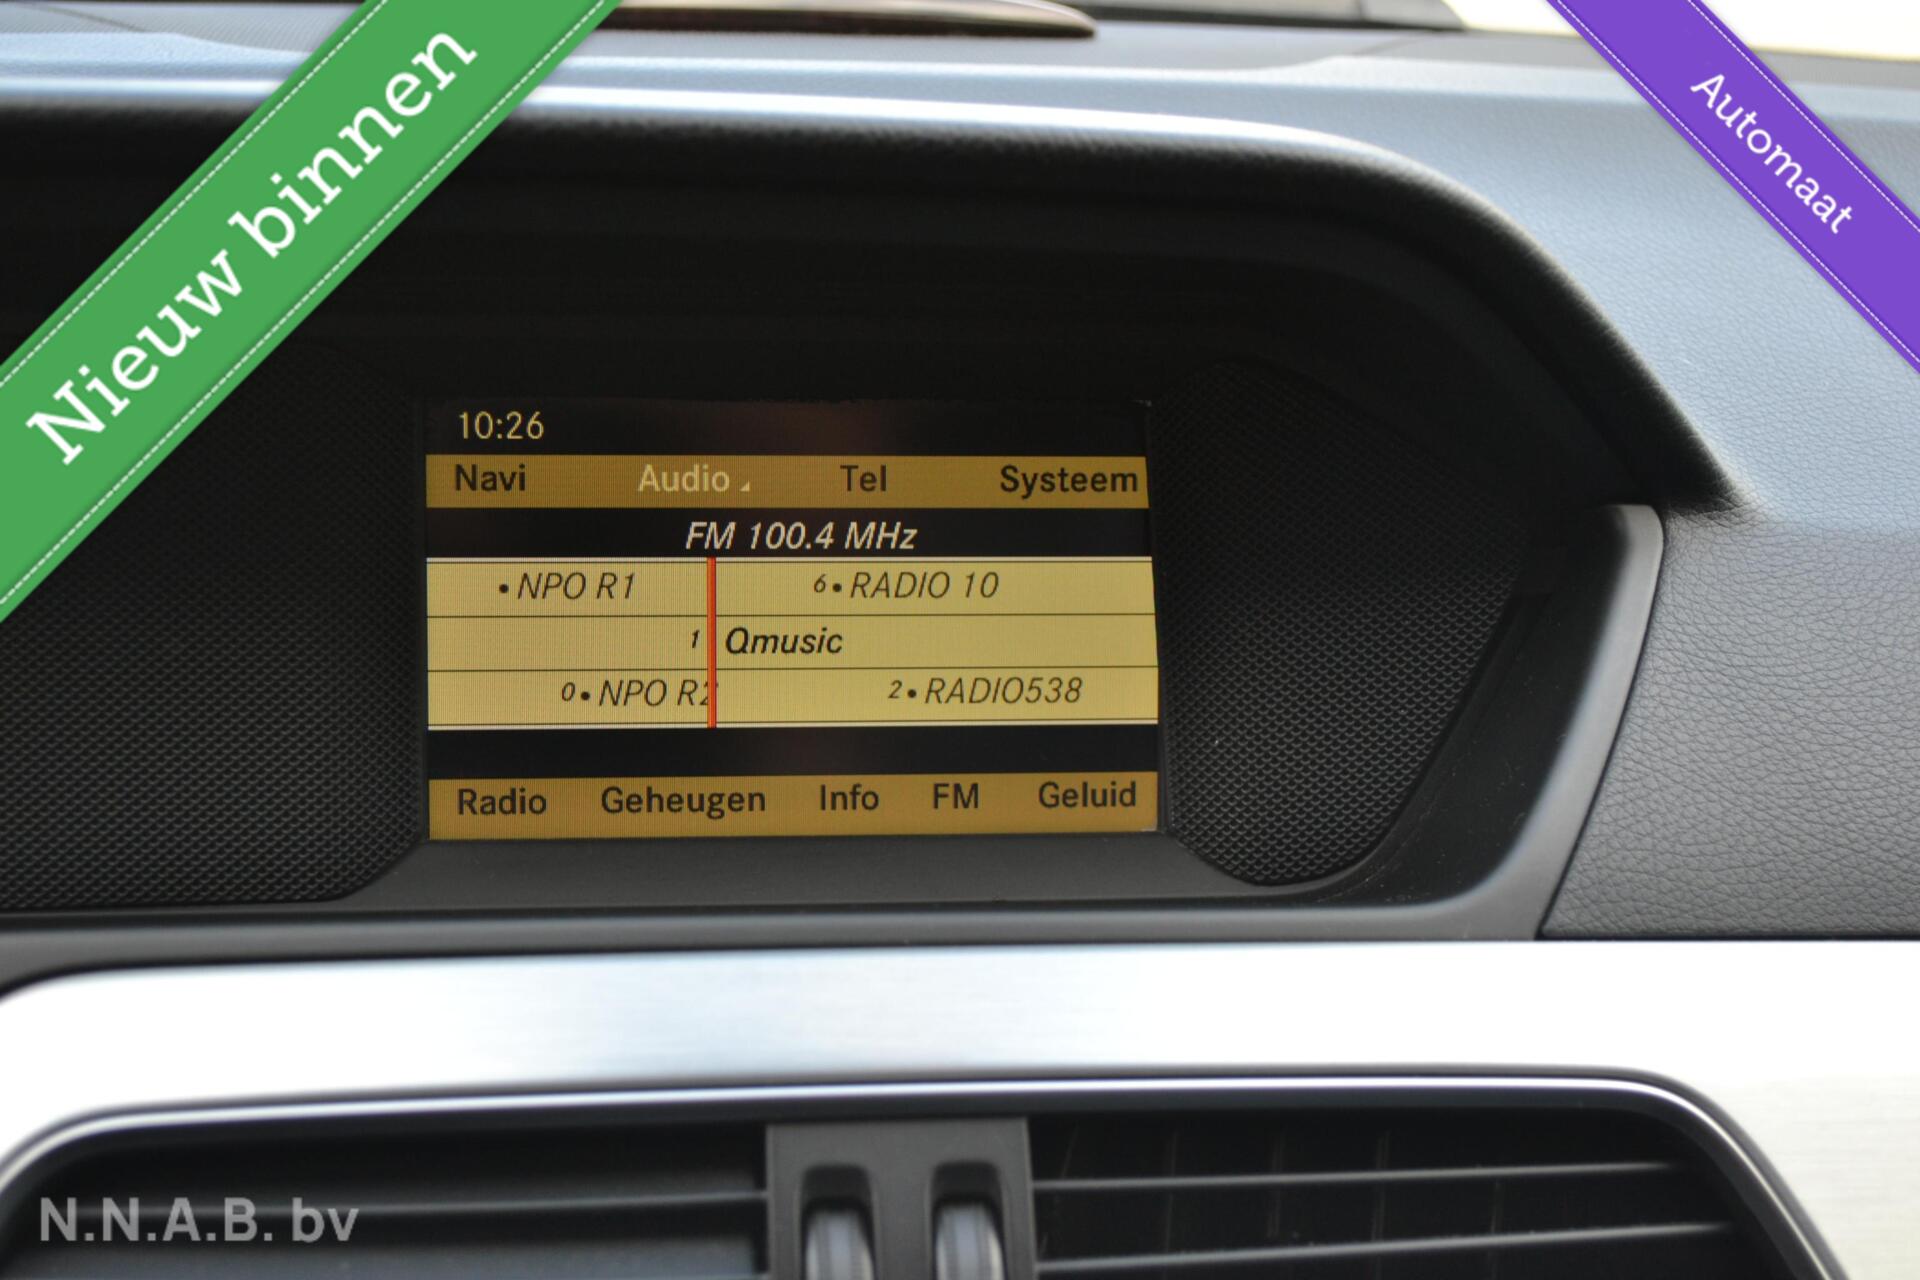 Nieuw binnen
Automaat
10:26
Navi Audio Tel Systeem
FM 100.4 MHz
•NPO R1 6•RADIO 10
1 Qmusic
0•NPO R2 2•RADIO538
Radio Geheugen Info FM Geluid
N.N.A.B. bv